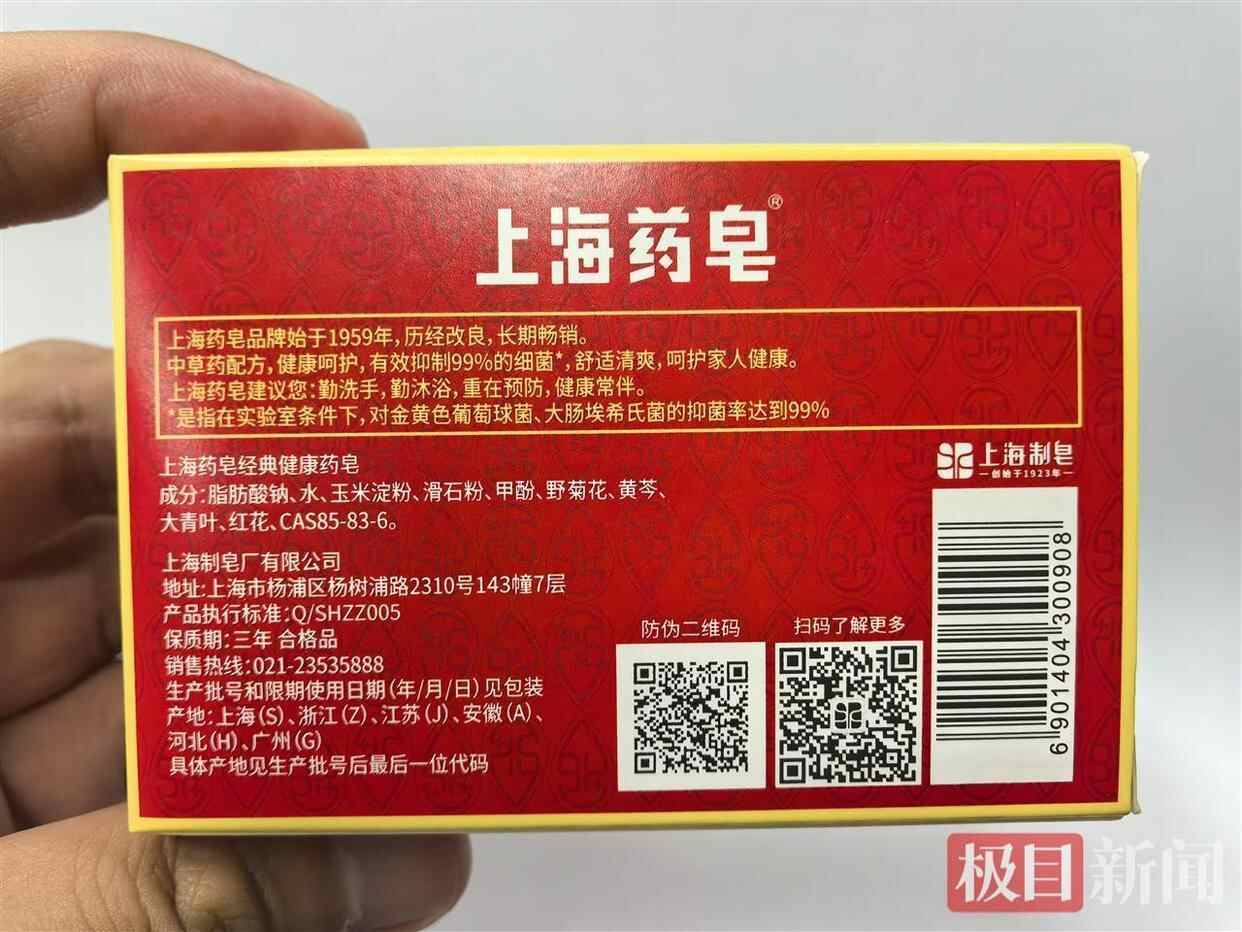 上海药皂®
上海药皂品牌始于1959年,历经改良,长期畅销。
中草药配方,健康呵护,有效抑制99%的细菌*,舒适清爽,呵护家人健康。
上海药皂建议您:勤洗手,勤沐浴,重在预防,健康常伴。
*是指在实验室条件下,对金黄色葡萄球菌、大肠埃希氏菌的抑菌率达到99%
上海制皂
创始于1923年
上海药皂经典健康药皂
成分:脂肪酸钠、水、玉米淀粉、滑石粉、甲酚、野菊花、黄芩、
大青叶、红花、CAS85-83-6。
上海制皂厂有限公司
地址:上海市杨浦区杨树浦路2310号143幢7层
产品执行标准:Q/SHZZ005
保质期:三年 合格品
销售热线:021-23535888
生产批号和限期使用日期(年/月/日)见包装
产地:上海(S)、浙江(Z)、江苏(J)、安徽(A)、
河北(H)、广州(G)
具体产地见生产批号后最后一位代码
防伪二维码
扫码了解更多
6901404300908
极目新闻